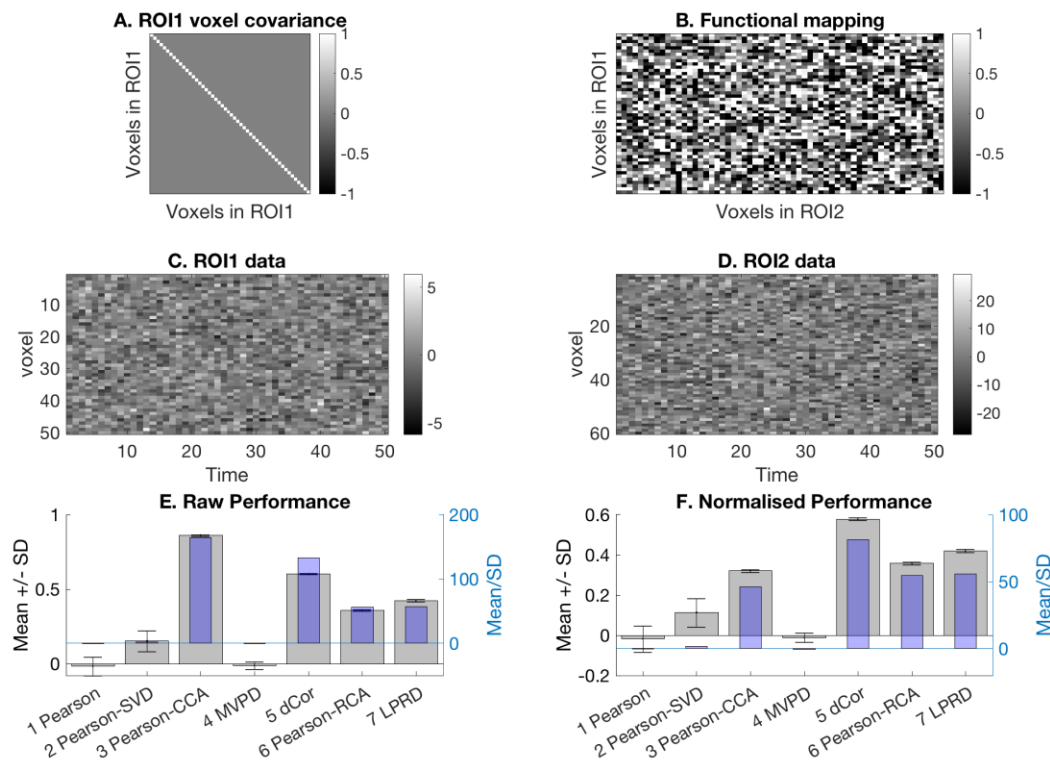 A. ROI1 voxel covariance
Voxels in ROI1
1
0.5
0
-0.5
-1
Voxels in ROI1
B. Functional mapping
Voxels in ROI1
1
0.5
0
-0.5
-1
Voxels in ROI2
C. ROI1 data
voxel
10
20
30
40
50
5
0
-5
10 20 30 40 50
Time
D. ROI2 data
voxel
20
40
60
20
10
0
-10
-20
10 20 30 40 50
Time
E. Raw Performance
Mean +/- SD
1
0.5
0
200
100
0
Mean/SD
1 Pearson
2 Pearson-SVD
3 Pearson-CCA
4 MVPD
5 dCor
6 Pearson-RCA
7 LPRD
F. Normalised Performance
Mean +/- SD
0.6
0.4
0.2
0
-0.2
100
50
0
Mean/SD
1 Pearson
2 Pearson-SVD
3 Pearson-CCA
4 MVPD
5 dCor
6 Pearson-RCA
7 LPRD